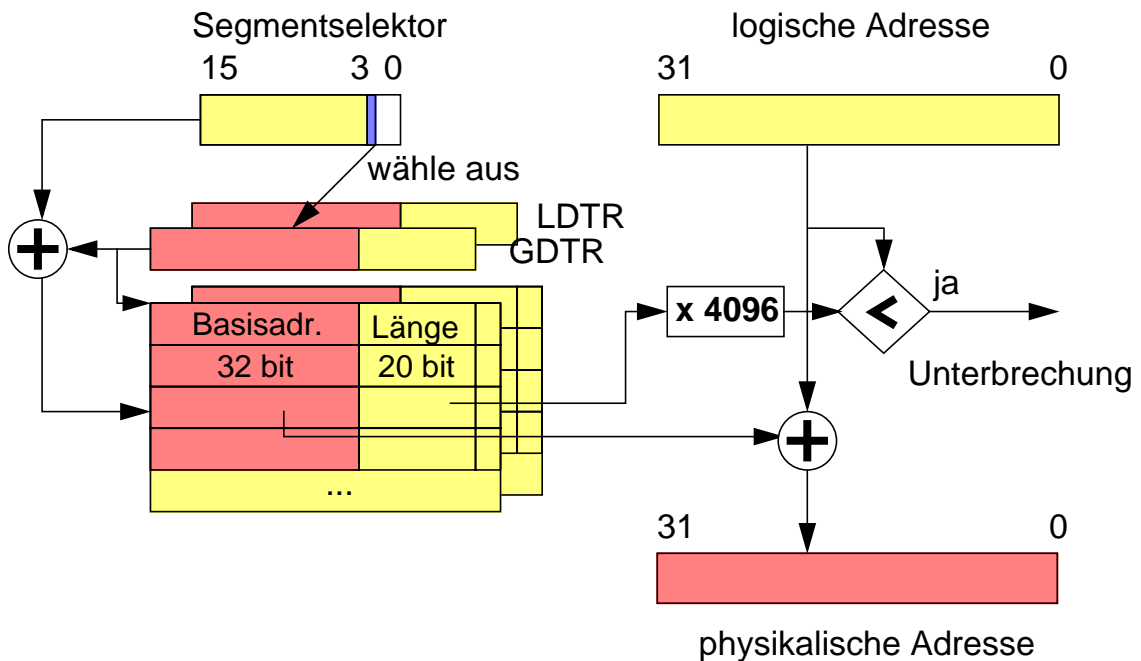 Segmentselektor
15 3 0
logische Adresse
31 0
wähle aus
LDTR
GDTR
Basisadr. Länge
32 bit 20 bit
...
x 4096
<
ja
Unterbrechung
+
+
31 0
physikalische Adresse